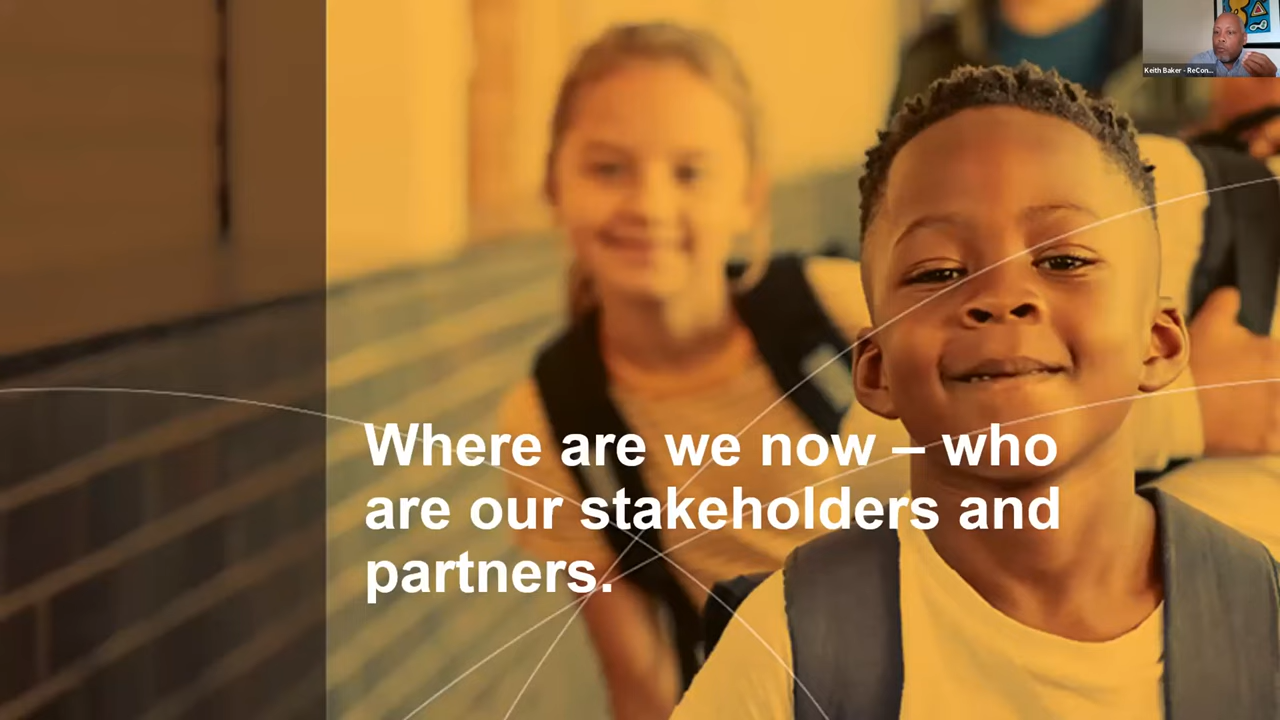 Keith Baker - ReCon...
Where are we now – who
are our stakeholders and
partners.